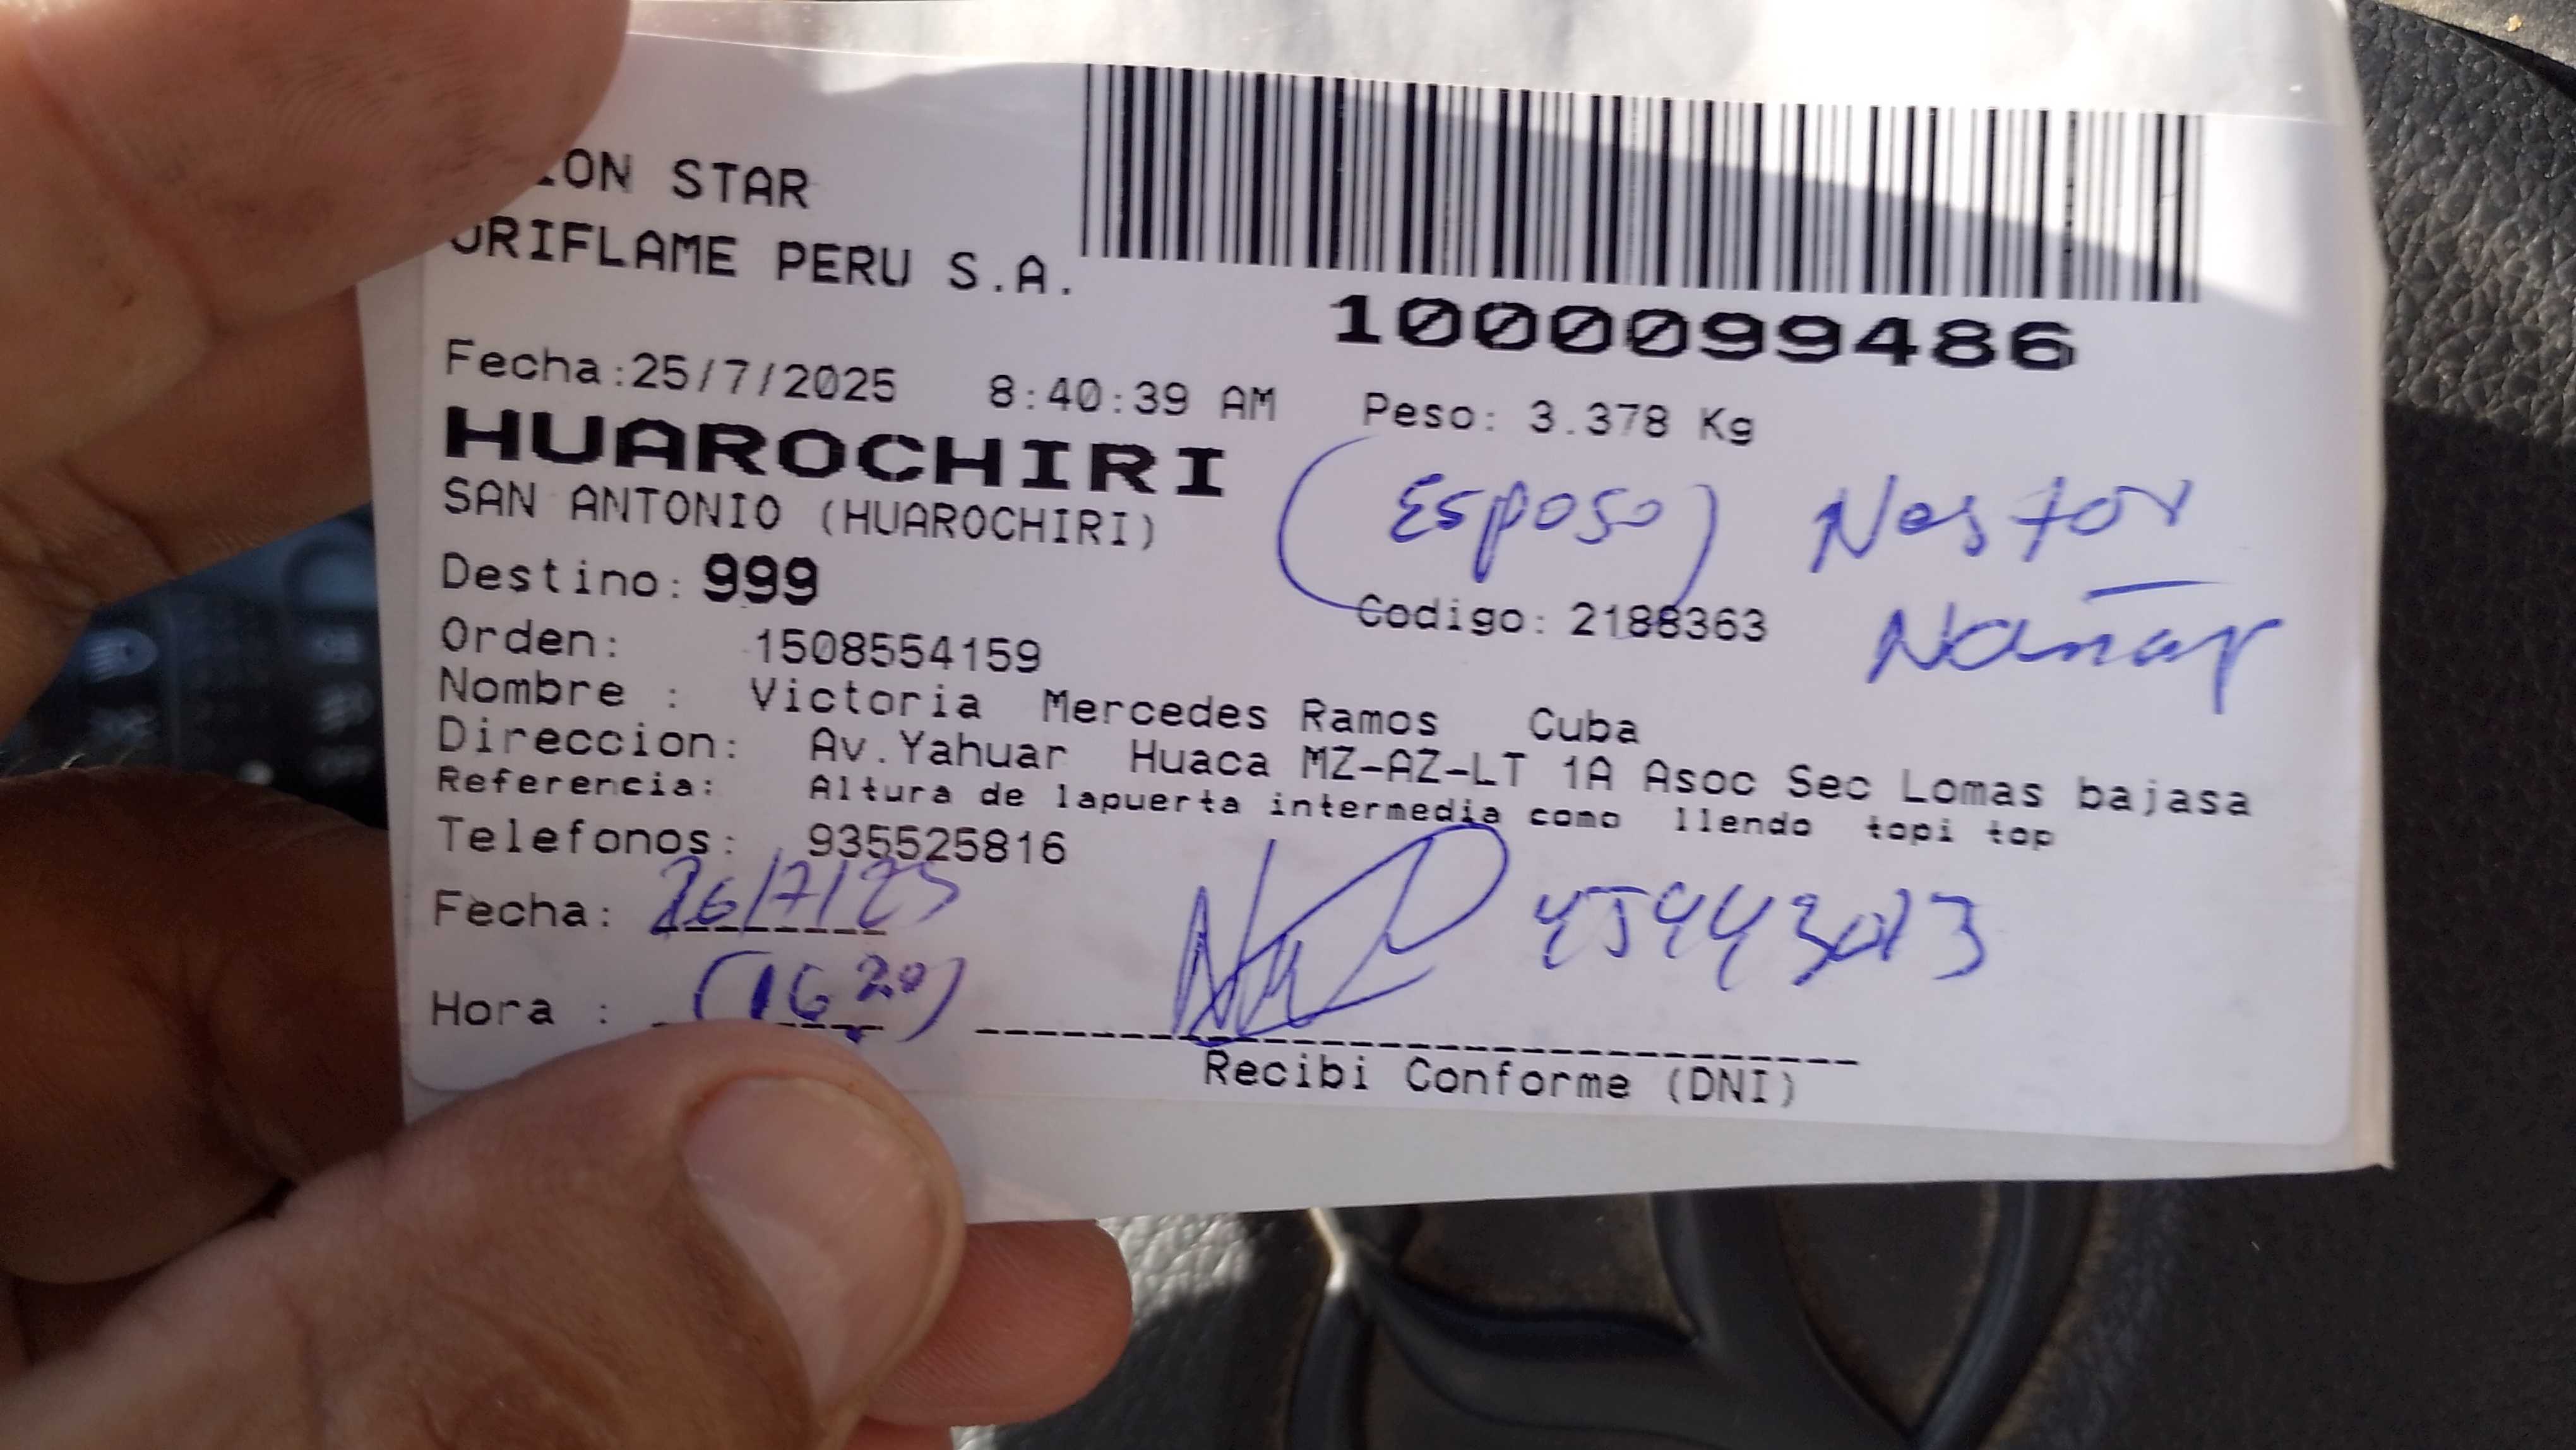 ON STAR
ORIFLAME PERU S.A.
1000099486
Fecha:25/7/2025 8:40:39 AM Peso: 3.378 Kg
HUAROCHIRI
SAN ANTONIO (HUAROCHIRI)
(Esposo) Nestor
Destino: 999
Ñañap
Orden: 1508554159 Codigo: 2188363
Nombre : Victoria Mercedes Ramos Cuba
Direccion: Av.Yahuar Huaca MZ-AZ-LT 1A Asoc Sec Lomas bajasa
Referencia: Altura de lapuerta intermedia como llendo topi top
Telefonos: 935525816
Fecha: 26/7/25
Hora : (16 20)
Recibi Conforme (DNI)